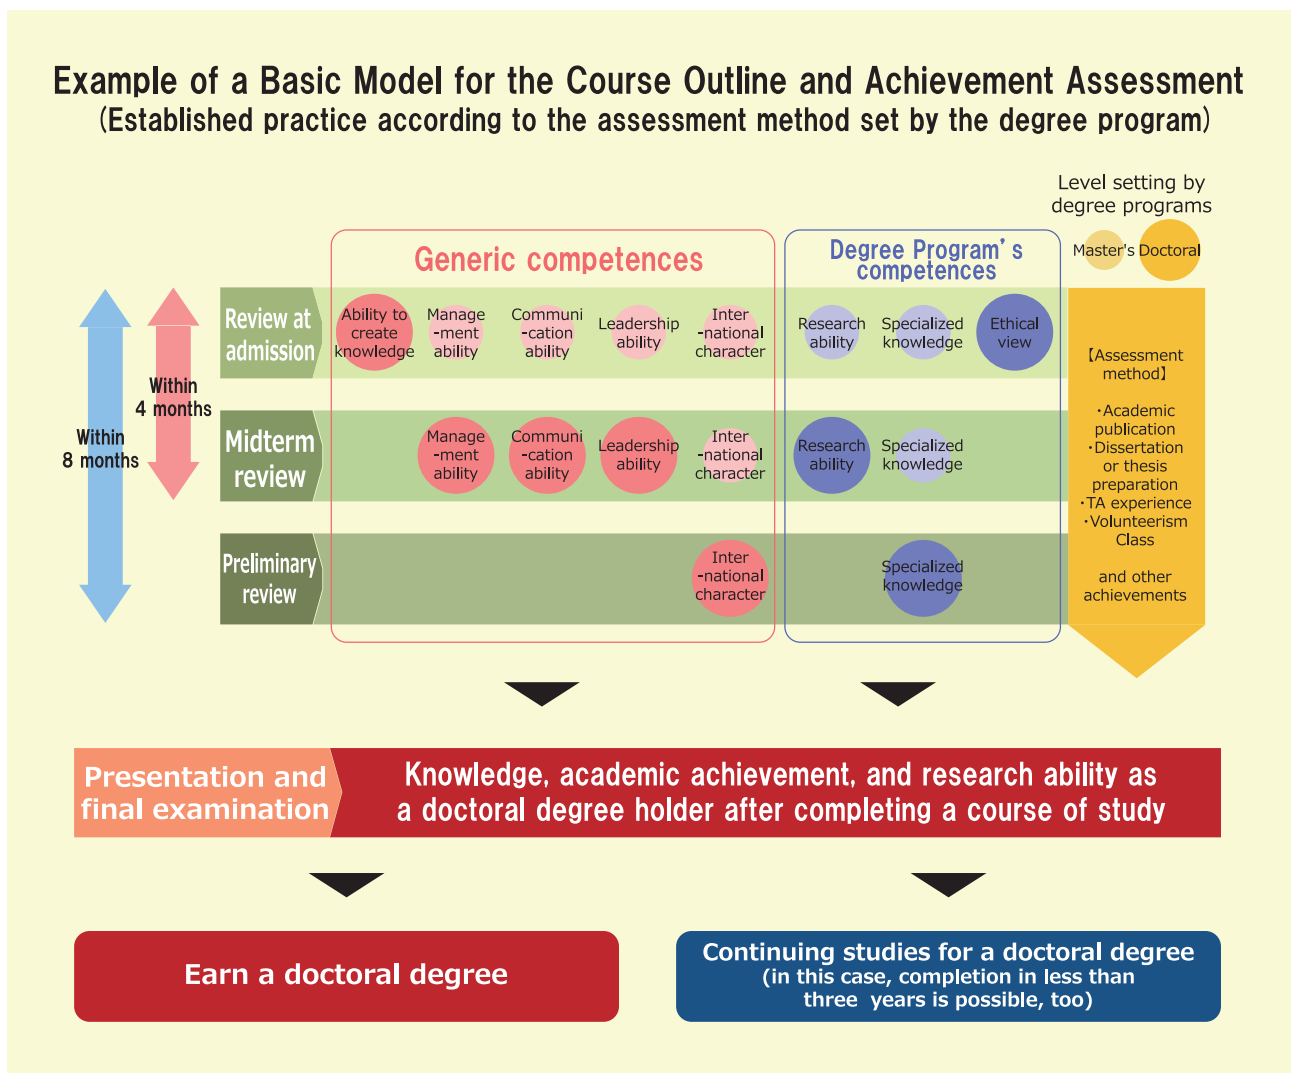 Example of a Basic Model for the Course Outline and Achievement Assessment
(Established practice according to the assessment method set by the degree program)
Level setting by
degree programs
Master's
Doctoral
Generic competences
Degree Program's
competences
Within
4 months
Within
8 months
Review at
admission
Ability to
create
knowledge
Manage
-ment
ability
Communi
-cation
ability
Leadership
ability
Inter
-national
character
Research
ability
Specialized
knowledge
Ethical
view
Midterm
review
Manage
-ment
ability
Communi
-cation
ability
Leadership
ability
Inter
-national
character
Research
ability
Specialized
knowledge
Preliminary
review
Inter
-national
character
Specialized
knowledge
【Assessment
method】
・Academic
publication
・Dissertation
or thesis
preparation
・TA experience
・Volunteerism
Class
and other
achievements
Presentation and
final examination
Knowledge, academic achievement, and research ability as
a doctoral degree holder after completing a course of study
Earn a doctoral degree
Continuing studies for a doctoral degree
(in this case, completion in less than
three years is possible, too)